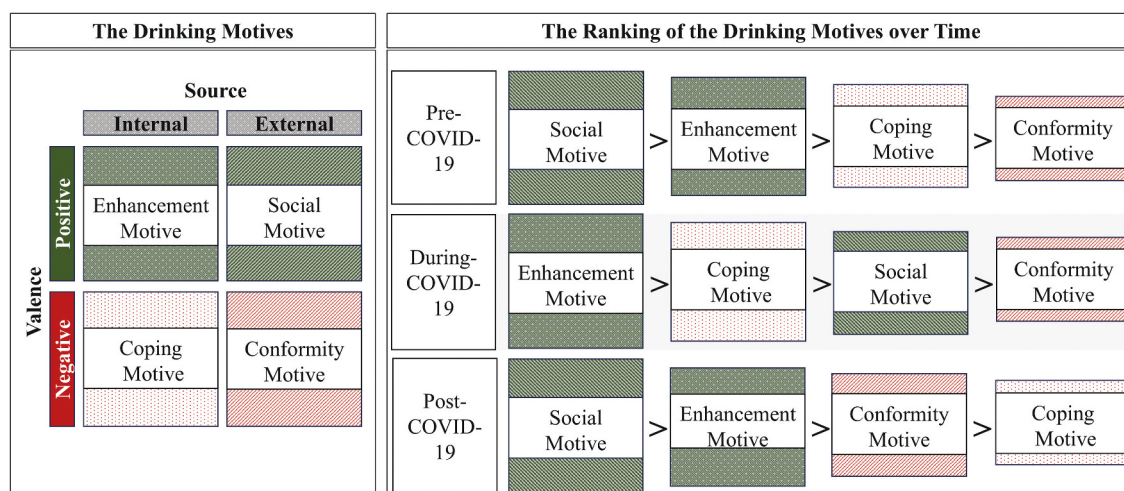 The Drinking Motives
Source
Internal
External
Valence
Positive
Enhancement
Motive
Social
Motive
Negative
Coping
Motive
Conformity
Motive
The Ranking of the Drinking Motives over Time
Pre-
COVID-
19
Social
Motive
>
Enhancement
Motive
>
Coping
Motive
>
Conformity
Motive
During-
COVID-
19
Enhancement
Motive
>
Coping
Motive
>
Social
Motive
>
Conformity
Motive
Post-
COVID-
19
Social
Motive
>
Enhancement
Motive
>
Conformity
Motive
>
Coping
Motive